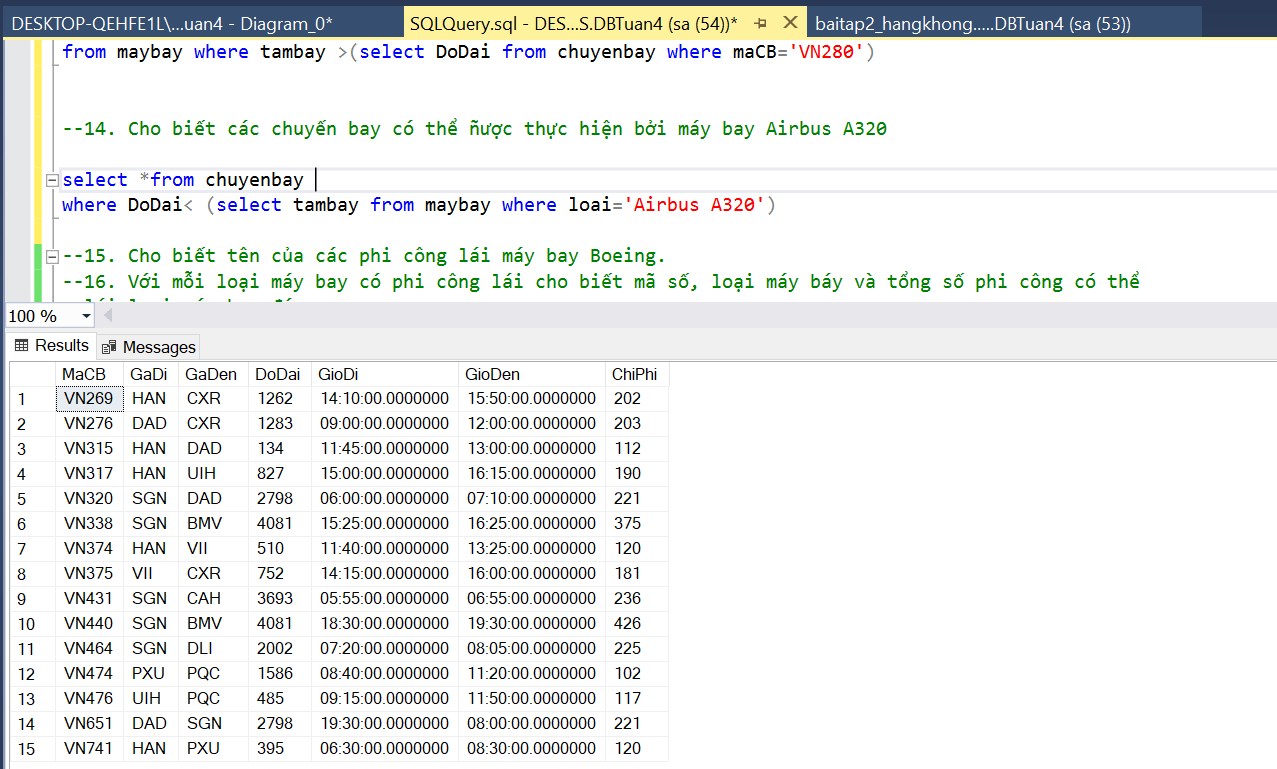 DESKTOP-QEHFE1L\...uan4 - Diagram_0*
SQLQuery.sql - DES...S.DBTuan4 (sa (54))*
baitap2_hangkhong.....DBTuan4 (sa (53))
from maybay where tambay >(select DoDai from chuyenbay where maCB='VN280')
--14. Cho biết các chuyến bay có thể ñược thực hiện bởi máy bay Airbus A320
select *from chuyenbay
where DoDai< (select tambay from maybay where loai='Airbus A320')
--15. Cho biết tên của các phi công lái máy bay Boeing.
--16. Với mỗi loại máy bay có phi công lái cho biết mã số, loại máy báy và tổng số phi công có thể
100 %
Results Messages
MaCB GaDi GaDen DoDai GioDi GioDen ChiPhi
1 VN269 HAN CXR 1262 14:10:00.0000000 15:50:00.0000000 202
2 VN276 DAD CXR 1283 09:00:00.0000000 12:00:00.0000000 203
3 VN315 HAN DAD 134 11:45:00.0000000 13:00:00.0000000 112
4 VN317 HAN UIH 827 15:00:00.0000000 16:15:00.0000000 190
5 VN320 SGN DAD 2798 06:00:00.0000000 07:10:00.0000000 221
6 VN338 SGN BMV 4081 15:25:00.0000000 16:25:00.0000000 375
7 VN374 HAN VII 510 11:40:00.0000000 13:25:00.0000000 120
8 VN375 VII CXR 752 14:15:00.0000000 16:00:00.0000000 181
9 VN431 SGN CAH 3693 05:55:00.0000000 06:55:00.0000000 236
10 VN440 SGN BMV 4081 18:30:00.0000000 19:30:00.0000000 426
11 VN464 SGN DLI 2002 07:20:00.0000000 08:05:00.0000000 225
12 VN474 PXU PQC 1586 08:40:00.0000000 11:20:00.0000000 102
13 VN476 UIH PQC 485 09:15:00.0000000 11:50:00.0000000 117
14 VN651 DAD SGN 2798 19:30:00.0000000 08:00:00.0000000 221
15 VN741 HAN PXU 395 06:30:00.0000000 08:30:00.0000000 120